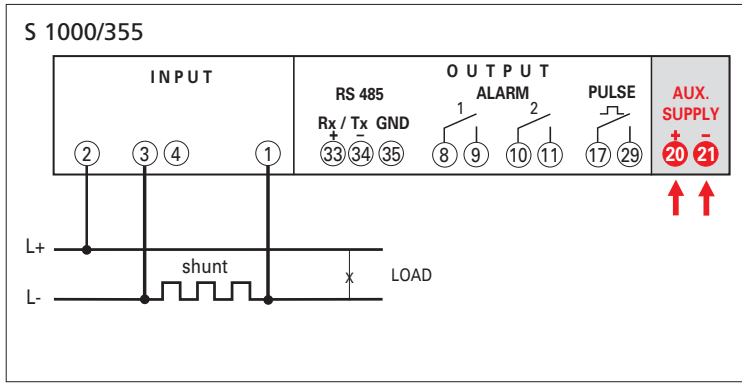 S 1000/355
INPUT
OUTPUT
RS 485
ALARM
PULSE
AUX.
SUPPLY
1
2
Rx / Tx GND
+ −
+ −
2 3 4 1
33 34 35
8 9
10 11
17 29
20 21
L+
shunt
X
LOAD
L-